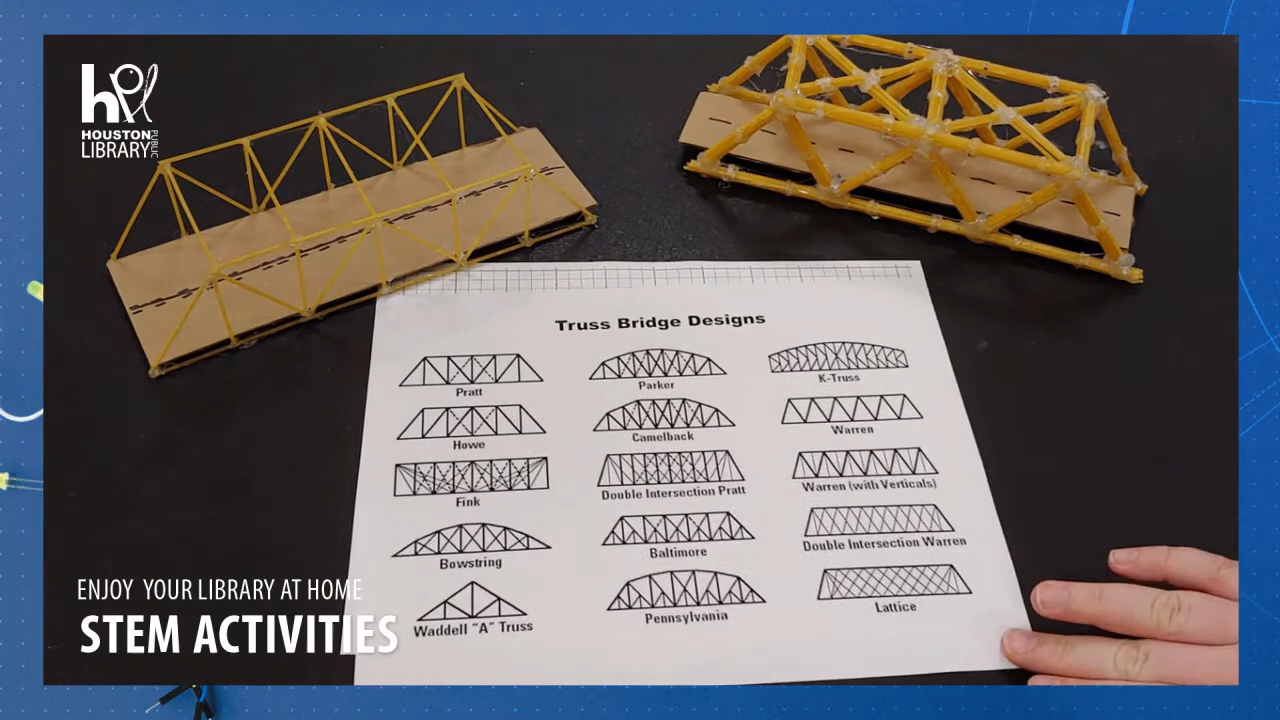 HOUSTON
PUBLIC
LIBRARY
Truss Bridge Designs
Pratt
Parker
K-Truss
Howe
Camelback
Warren
Fink
Double Intersection Pratt
Warren (with Verticals)
Bowstring
Baltimore
Double Intersection Warren
Waddell "A" Truss
Pennsylvania
Lattice
ENJOY YOUR LIBRARY AT HOME
STEM ACTIVITIES